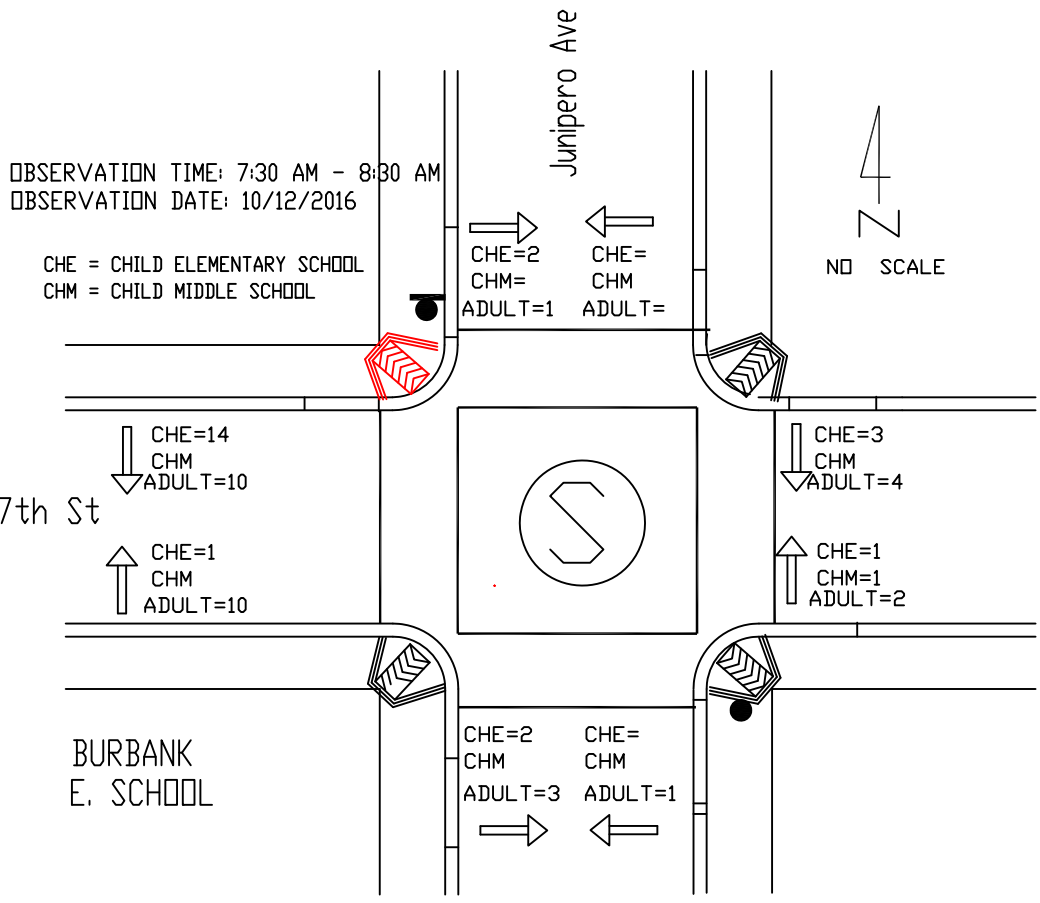 Junipero Ave
OBSERVATION TIME: 7:30 AM - 8:30 AM
OBSERVATION DATE: 10/12/2016
CHE = CHILD ELEMENTARY SCHOOL
CHM = CHILD MIDDLE SCHOOL
CHE=2
CHM=
ADULT=1
CHE=
CHM
ADULT=
N
NO SCALE
CHE=14
CHM
ADULT=10
7th St
CHE=1
CHM
ADULT=10
S
CHE=3
CHM
ADULT=4
CHE=1
CHM=1
ADULT=2
BURBANK
E. SCHOOL
CHE=2
CHM
ADULT=3
CHE=
CHM
ADULT=1